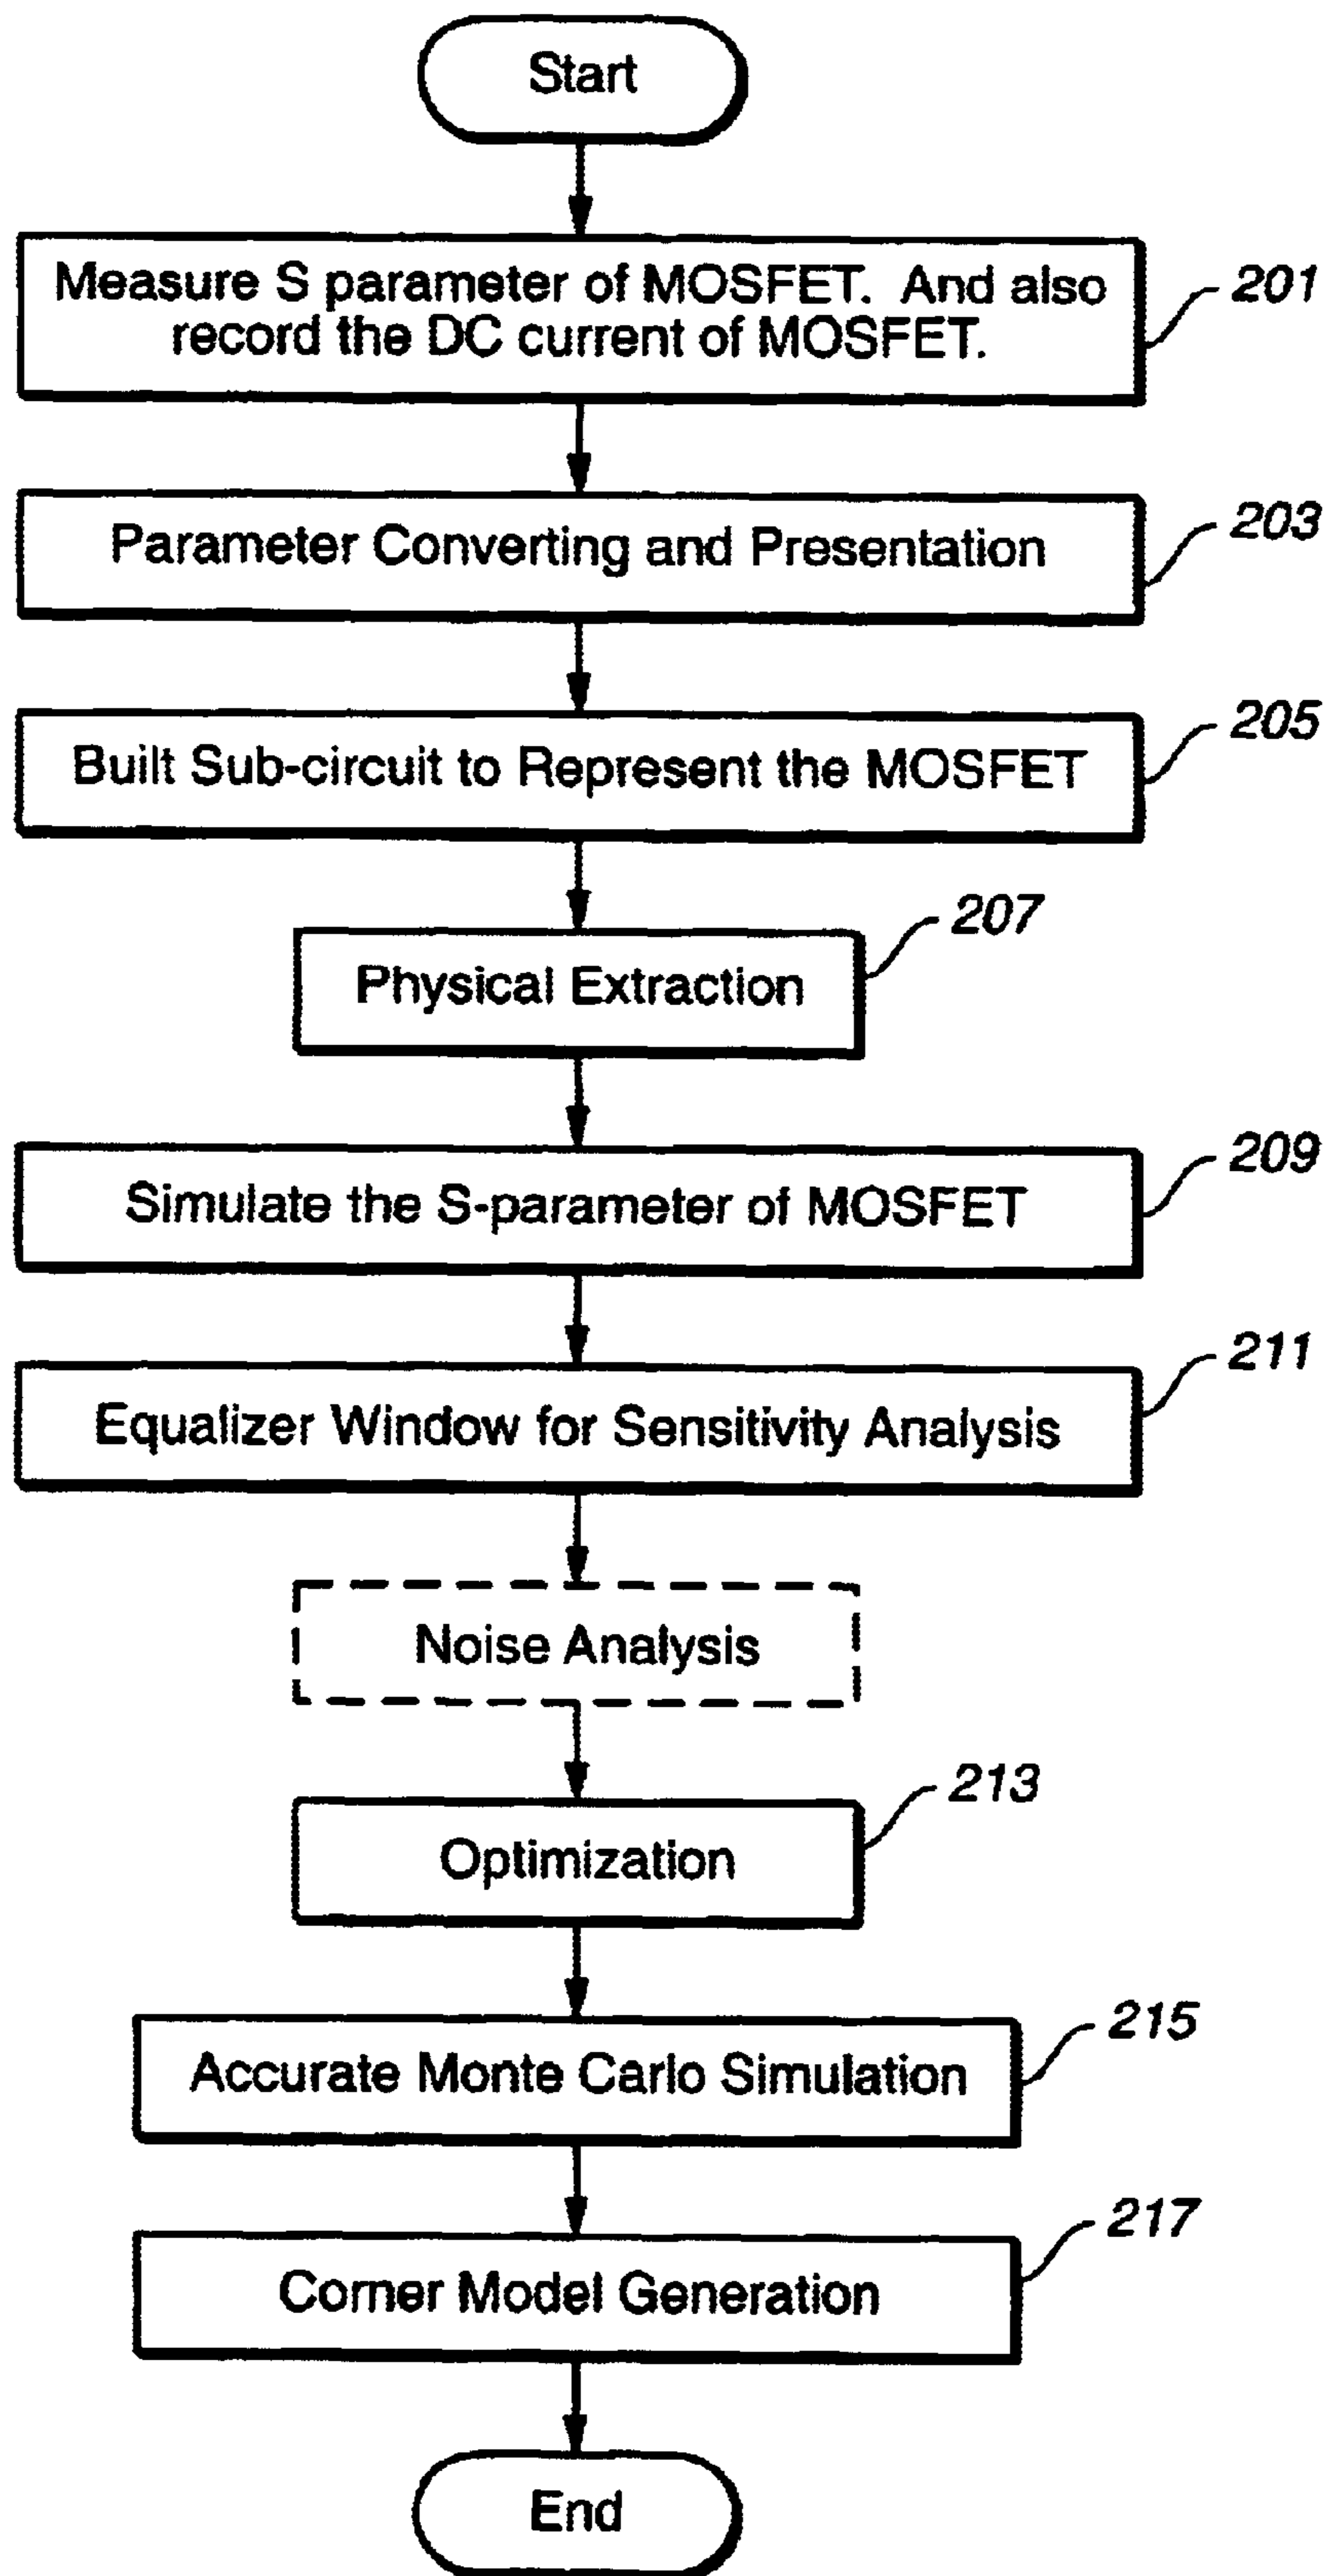 Start
Measure S parameter of MOSFET. And also
record the DC current of MOSFET.
201
Parameter Converting and Presentation
203
Built Sub-circuit to Represent the MOSFET
205
Physical Extraction
207
Simulate the S-parameter of MOSFET
209
Equalizer Window for Sensitivity Analysis
211
Noise Analysis
Optimization
213
Accurate Monte Carlo Simulation
215
Corner Model Generation
217
End